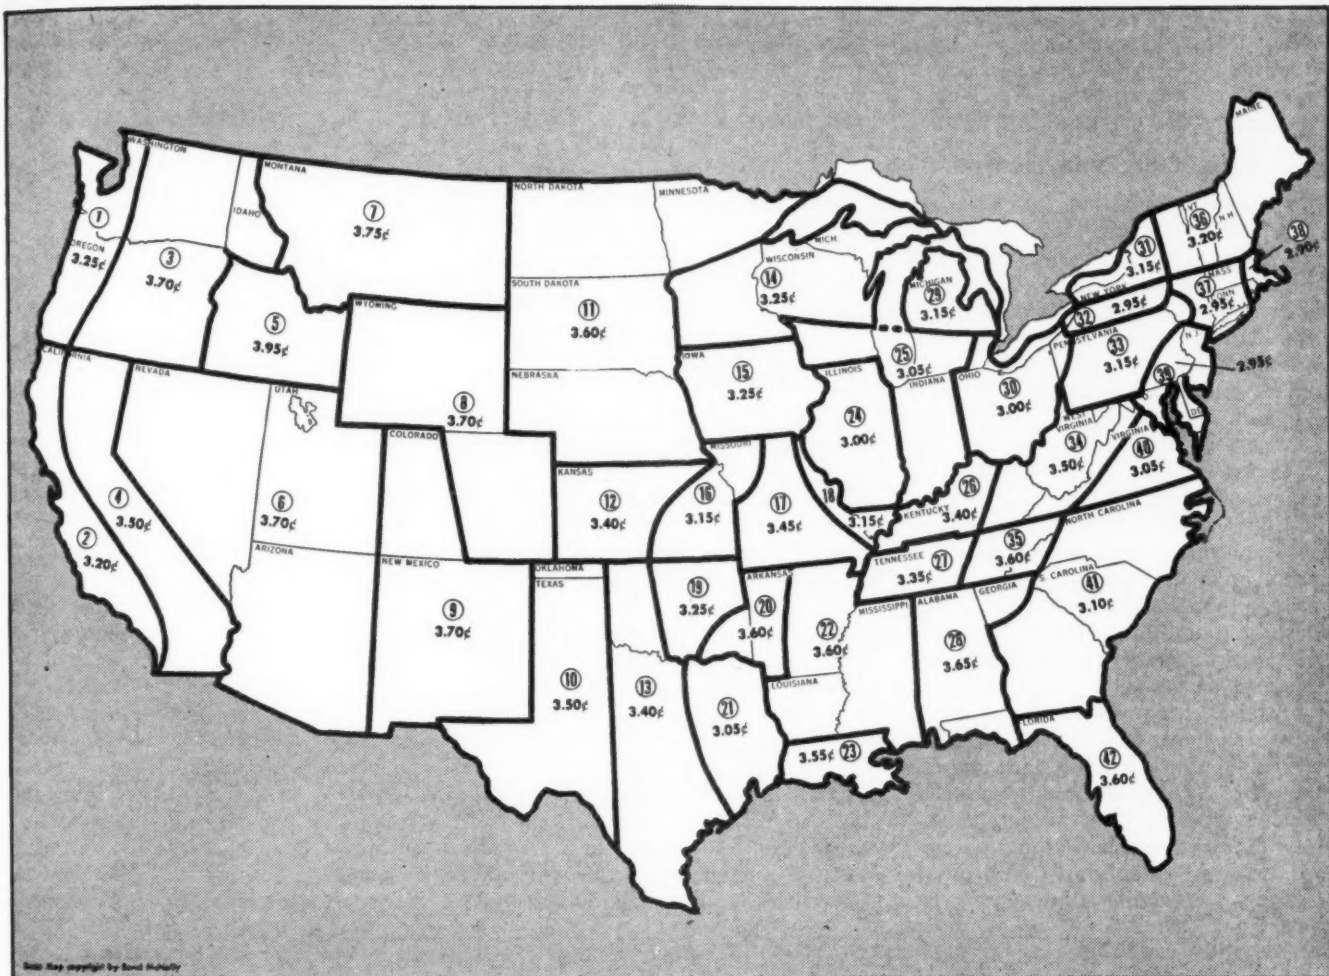 WASHINGTON
1
OREGON
3.25¢
3
3.70¢
IDAHO
MONTANA
7
3.75¢
5
3.95¢
WYOMING
8
3.70¢
CALIFORNIA
2
3.20¢
4
3.50¢
NEVADA
UTAH
6
3.70¢
ARIZONA
COLORADO
NEW MEXICO
9
3.70¢
NORTH DAKOTA
MINNESOTA
SOUTH DAKOTA
11
3.60¢
NEBRASKA
KANSAS
12
3.40¢
OKLAHOMA
TEXAS
10
3.50¢
13
3.40¢
MICH.
WISCONSIN
14
3.25¢
IOWA
15
3.25¢
MISSOURI
16
3.15¢
17
3.45¢
18
3.15¢
ARKANSAS
19
3.25¢
20
3.60¢
22
3.60¢
LOUISIANA
21
3.05¢
3.55¢ 23
MICHIGAN
29
3.15¢
ILLINOIS
25
3.05¢
24
3.00¢
INDIANA
OHIO
30
3.00¢
KENTUCKY
26
3.40¢
TENNESSEE
27
3.35¢
35
3.60¢
MISSISSIPPI
ALABAMA
28
3.65¢
GEORGIA
S. CAROLINA
41
3.10¢
NORTH CAROLINA
FLORIDA
42
3.60¢
WEST VIRGINIA
34
3.50¢
VIRGINIA
40
3.05¢
PENNSYLVANIA
33
3.15¢
32
2.95¢
NEW YORK
31
3.15¢
MAINE
VT
N H
36
3.20¢
MASS
38
2.90¢
37
CONN
2.95¢
N J
39
2.95¢
Base Map copyright by Rand McNally